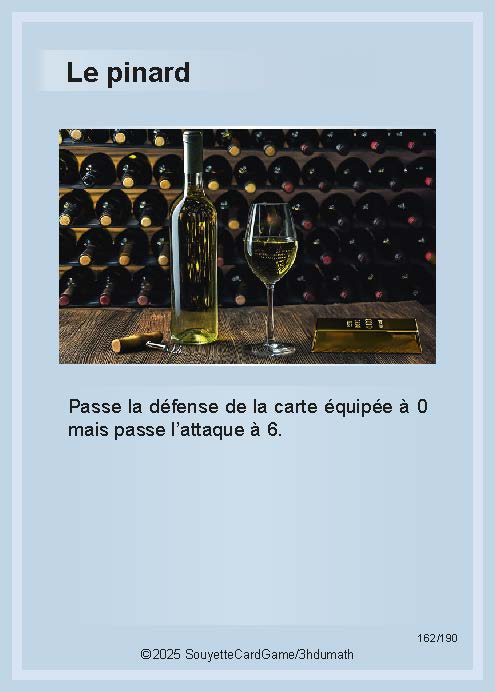 Le pinard
Passe la défense de la carte équipée à 0
mais passe l’attaque à 6.
162/190
©2025 SouyetteCardGame/3hdumath